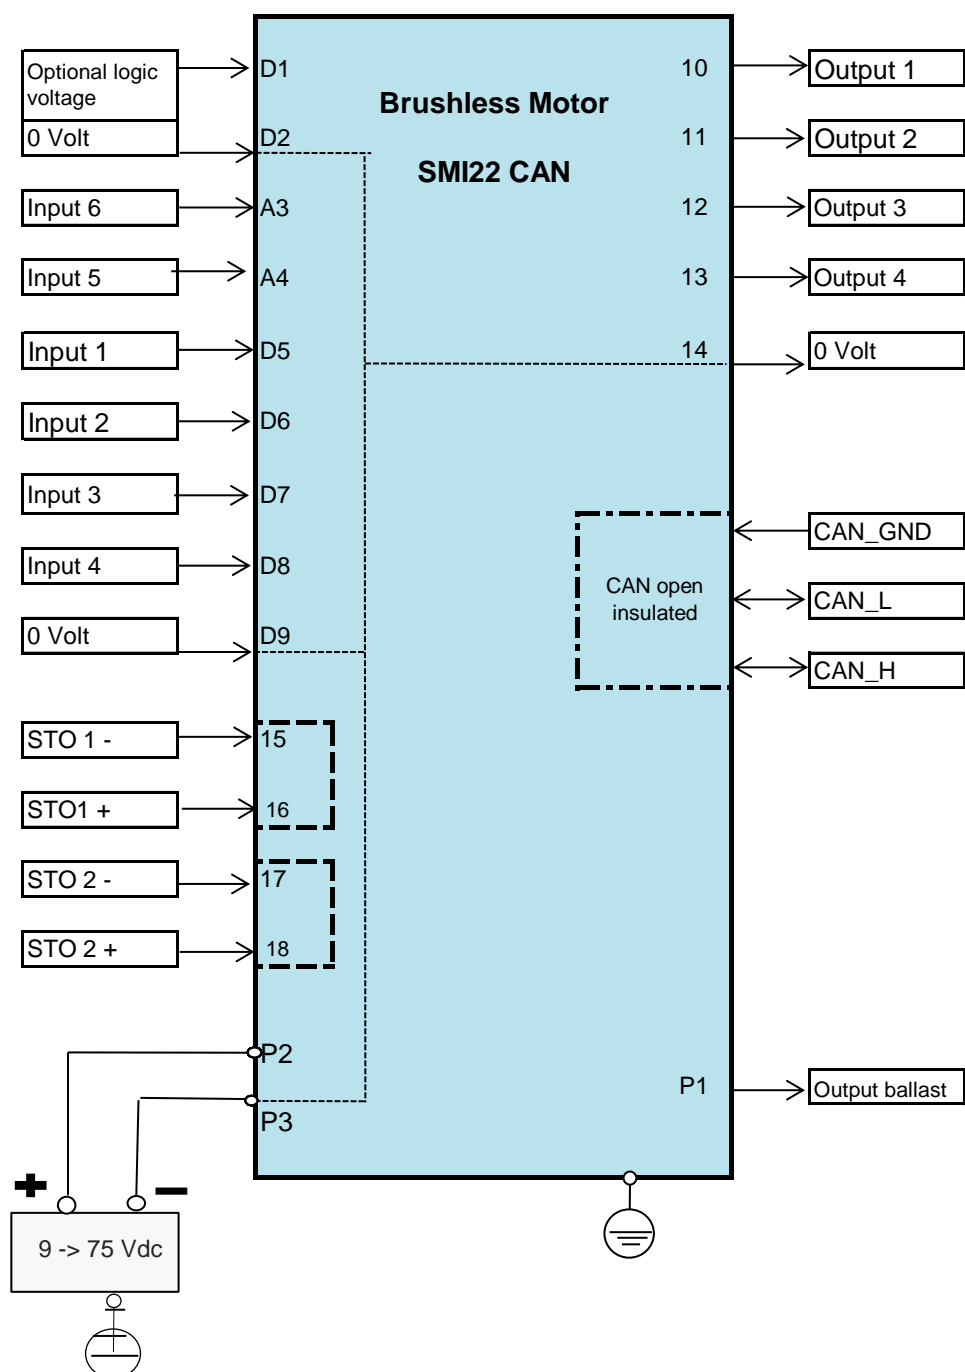 Optional logic
voltage
D1
10
Output 1
Brushless Motor
0 Volt
D2
11
Output 2
SMI22 CAN
Input 6
A3
12
Output 3
Input 5
A4
13
Output 4
Input 1
D5
14
0 Volt
Input 2
D6
Input 3
D7
CAN_GND
Input 4
D8
CAN open
insulated
CAN_L
0 Volt
D9
CAN_H
STO 1 -
15
STO1 +
16
STO 2 -
17
STO 2 +
18
P2
P1
Output ballast
P3
+
−
9 -> 75 Vdc